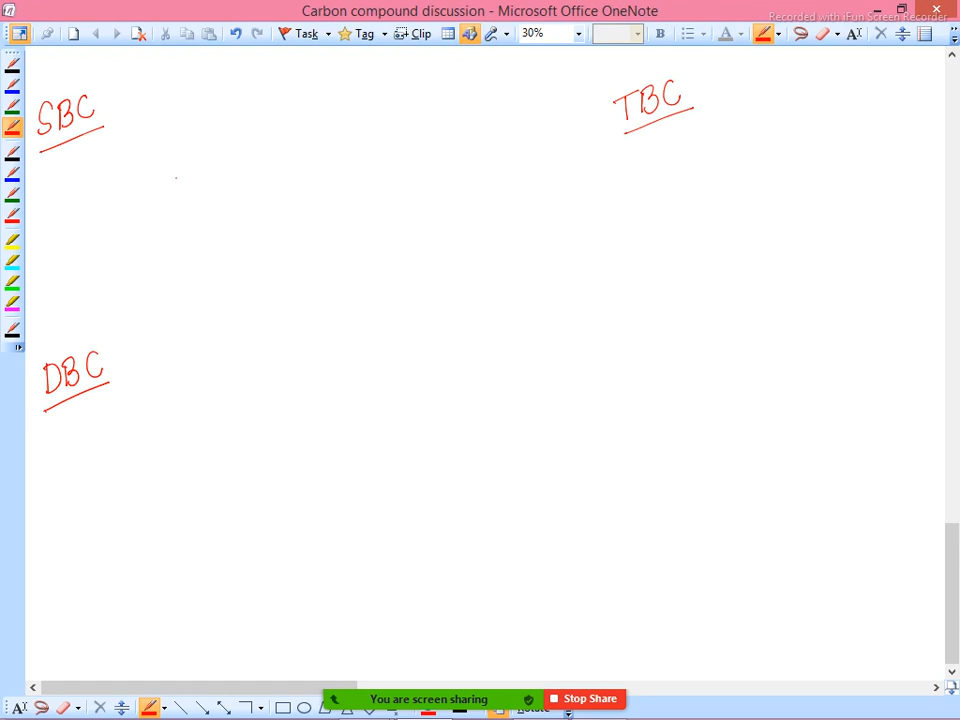 Carbon compound discussion - Microsoft Office OneNote
Recorded with iFun Screen Recorder
Task Tag Clip 30% B A A
SBC
TBC
DBC
You are screen sharing Stop Share
A